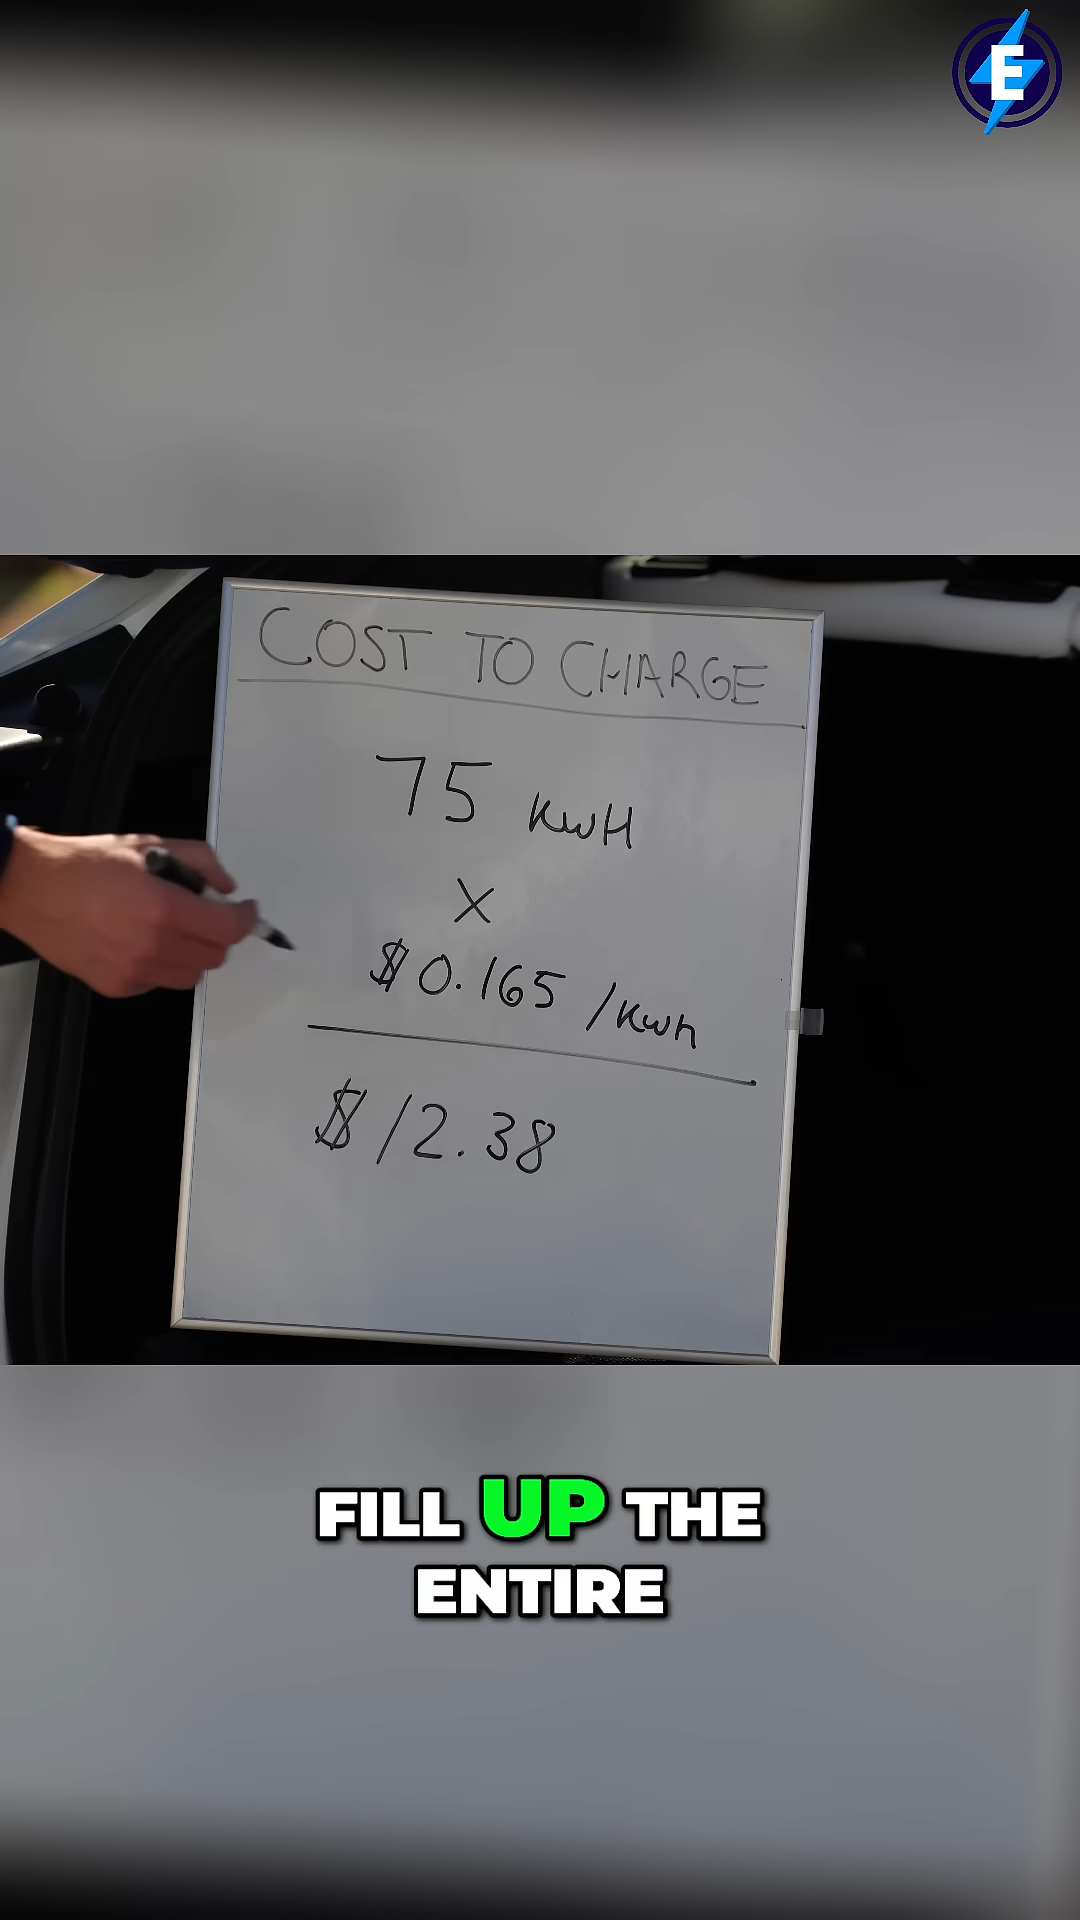 E
COST TO CHARGE
75 KWH
X
$0.165 /Kwh
$12.38
FILL UP THE
ENTIRE